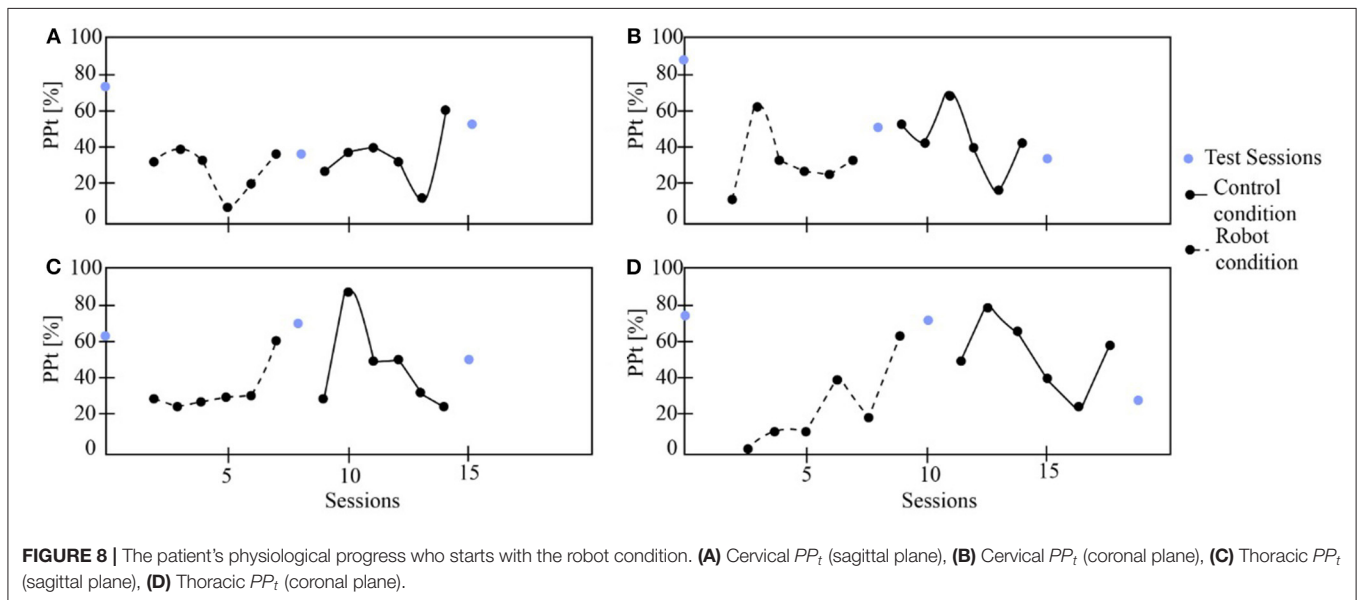 A
100
80
60
40
20
0
PPt [%]
B
100
80
60
40
20
0
PPt [%]
Test Sessions
Control
condition
Robot
condition
C
100
80
60
40
20
0
PPt [%]
5
10
15
Sessions
D
100
80
60
40
20
0
PPt [%]
5
10
15
Sessions
FIGURE 8 | The patient's physiological progress who starts with the robot condition. (A) Cervical PPt (sagittal plane), (B) Cervical PPt (coronal plane), (C) Thoracic PPt
(sagittal plane), (D) Thoracic PPt (coronal plane).